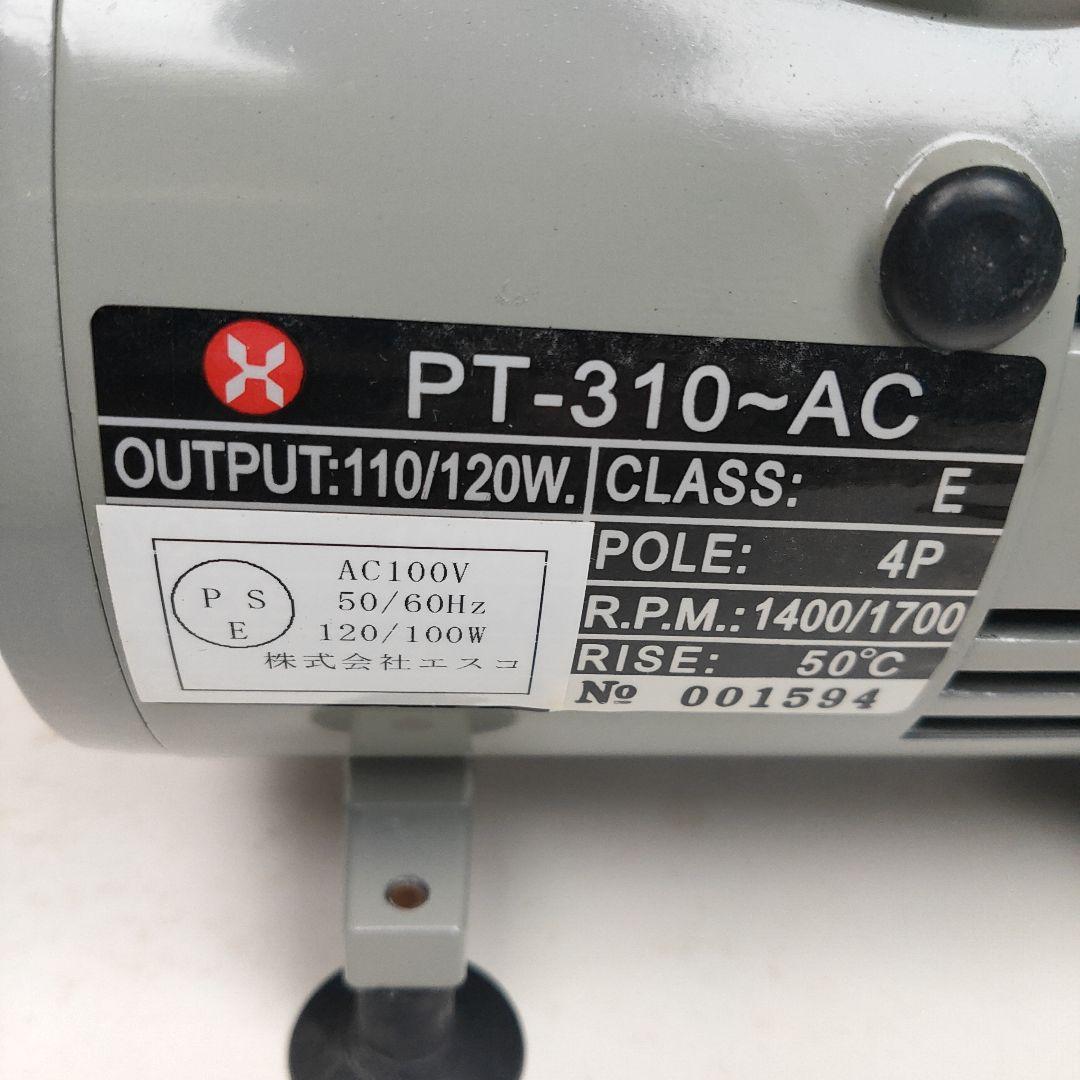 PT-310~AC
OUTPUT:110/120W. CLASS: E
POLE: 4P
R.P.M.: 1400/1700
RISE: 50℃
№ 001594
P S E
AC100V
50/60Hz
120/100W
株式会社エスコ